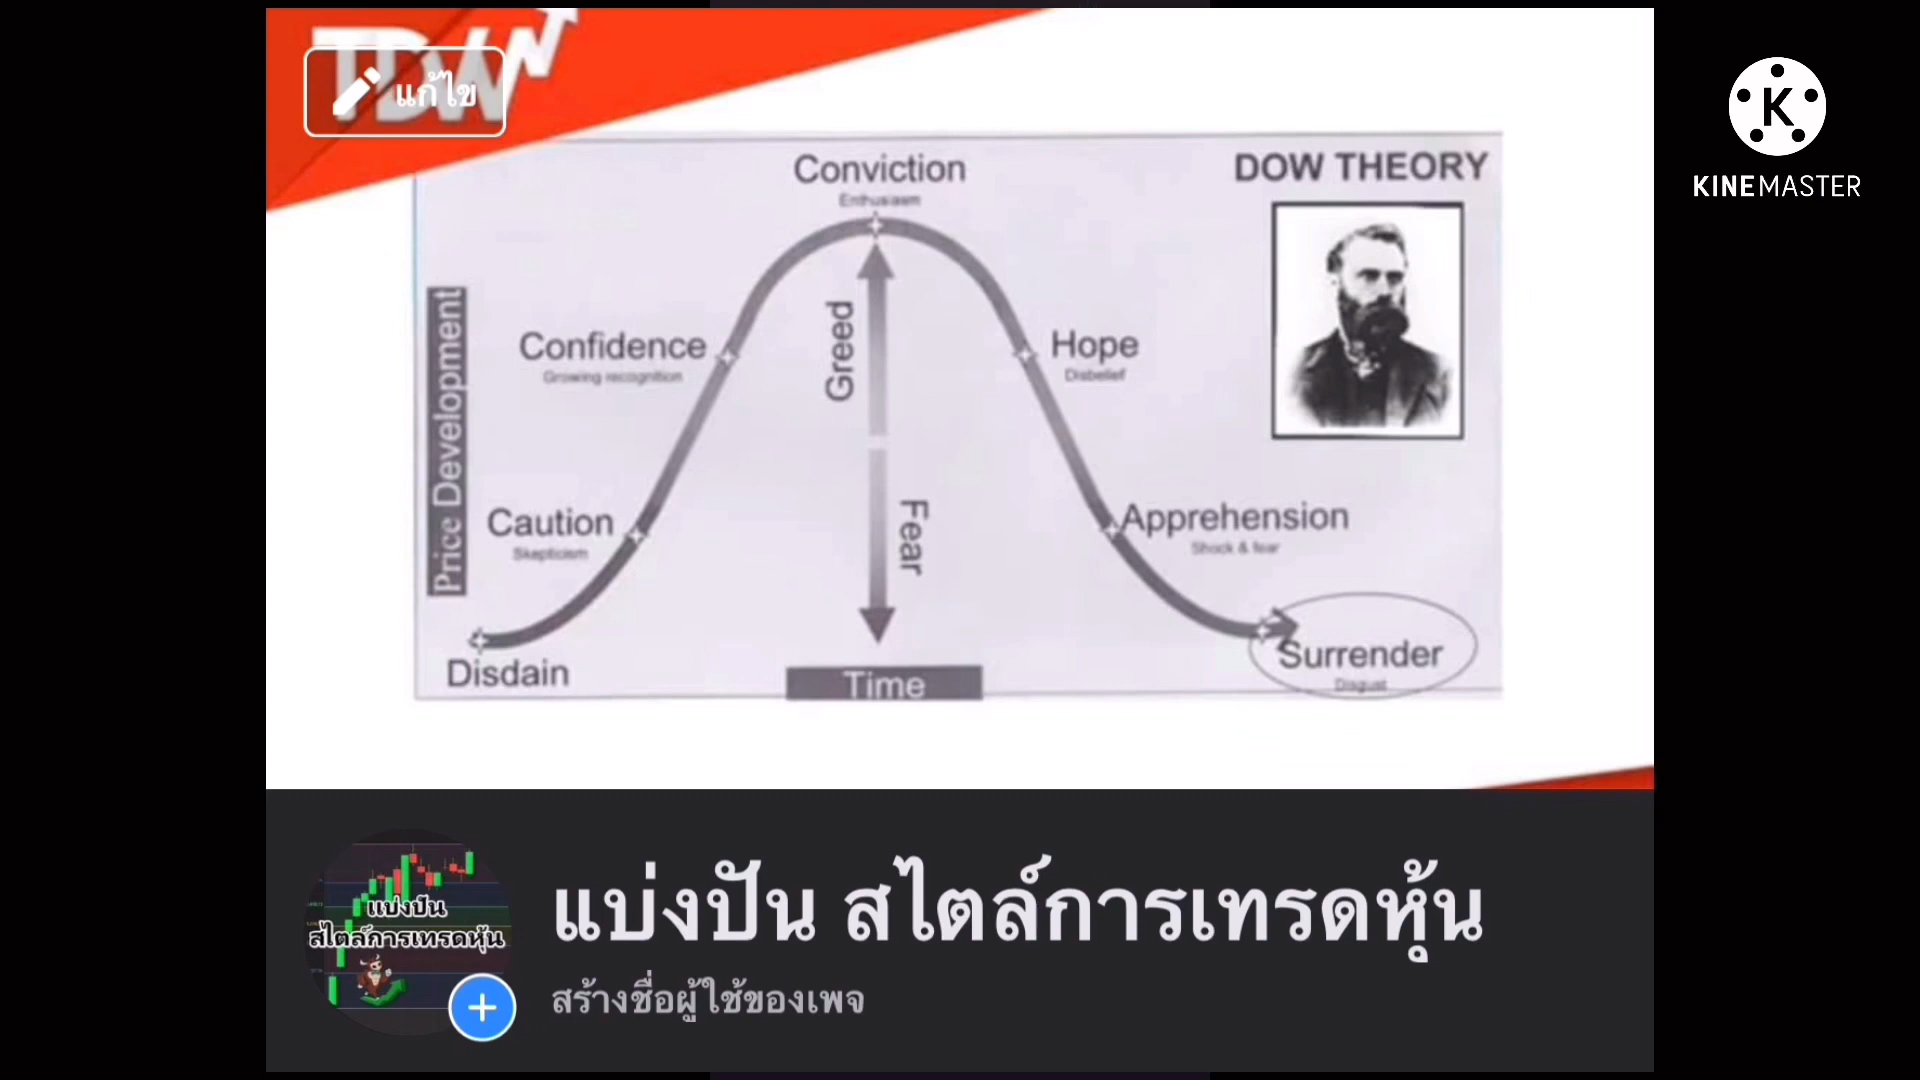 TDW
แก้ไข
DOW THEORY
Conviction
Enthusiasm
Price Development
Greed
Confidence
Growing recognition
Hope
Disbelief
Fear
Caution
Skepticism
Apprehension
Shock & fear
Disdain
Time
Surrender
Disgust
KINEMASTER
แบ่งปัน
สไตล์การเทรดหุ้น
แบ่งปัน สไตล์การเทรดหุ้น
สร้างชื่อผู้ใช้ของเพจ